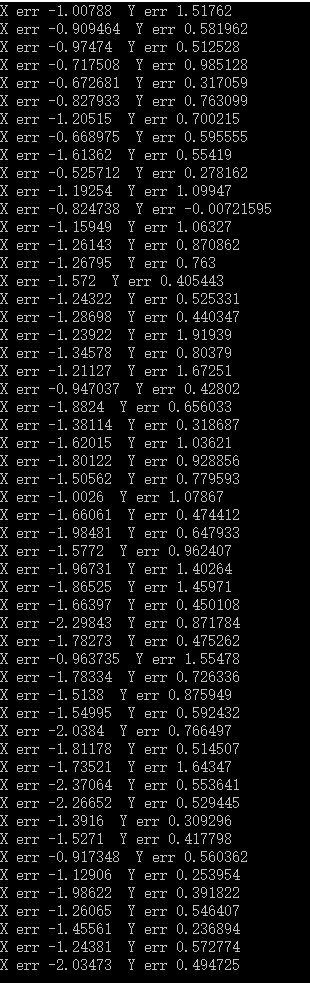 X err -1.00788  Y err 1.51762
X err -0.909464  Y err 0.581962
X err -0.97474  Y err 0.512528
X err -0.717508  Y err 0.985128
X err -0.672681  Y err 0.317059
X err -0.827933  Y err 0.763099
X err -1.20515  Y err 0.700215
X err -0.668975  Y err 0.595555
X err -1.61362  Y err 0.55419
X err -0.525712  Y err 0.278162
X err -1.19254  Y err 1.09947
X err -0.824738  Y err -0.00721595
X err -1.15949  Y err 1.06327
X err -1.26143  Y err 0.870862
X err -1.26795  Y err 0.763
X err -1.572  Y err 0.405443
X err -1.24322  Y err 0.525331
X err -1.28698  Y err 0.440347
X err -1.23922  Y err 1.91939
X err -1.34578  Y err 0.80379
X err -1.21127  Y err 1.67251
X err -0.947037  Y err 0.42802
X err -1.8824  Y err 0.656033
X err -1.38114  Y err 0.318687
X err -1.62015  Y err 1.03621
X err -1.80122  Y err 0.928856
X err -1.50562  Y err 0.779593
X err -1.0026  Y err 1.07867
X err -1.66061  Y err 0.474412
X err -1.98481  Y err 0.647933
X err -1.5772  Y err 0.962407
X err -1.96731  Y err 1.40264
X err -1.86525  Y err 1.45971
X err -1.66397  Y err 0.450108
X err -2.29843  Y err 0.871784
X err -1.78273  Y err 0.475262
X err -0.963735  Y err 1.55478
X err -1.78334  Y err 0.726336
X err -1.5138  Y err 0.875949
X err -1.54995  Y err 0.592432
X err -2.0384  Y err 0.766497
X err -1.81178  Y err 0.514507
X err -1.73521  Y err 1.64347
X err -2.37064  Y err 0.553641
X err -2.26652  Y err 0.529445
X err -1.3916  Y err 0.309296
X err -1.5271  Y err 0.417798
X err -0.917348  Y err 0.560362
X err -1.12906  Y err 0.253954
X err -1.98622  Y err 0.391822
X err -1.26065  Y err 0.546407
X err -1.45561  Y err 0.236894
X err -1.24381  Y err 0.572774
X err -2.03473  Y err 0.494725